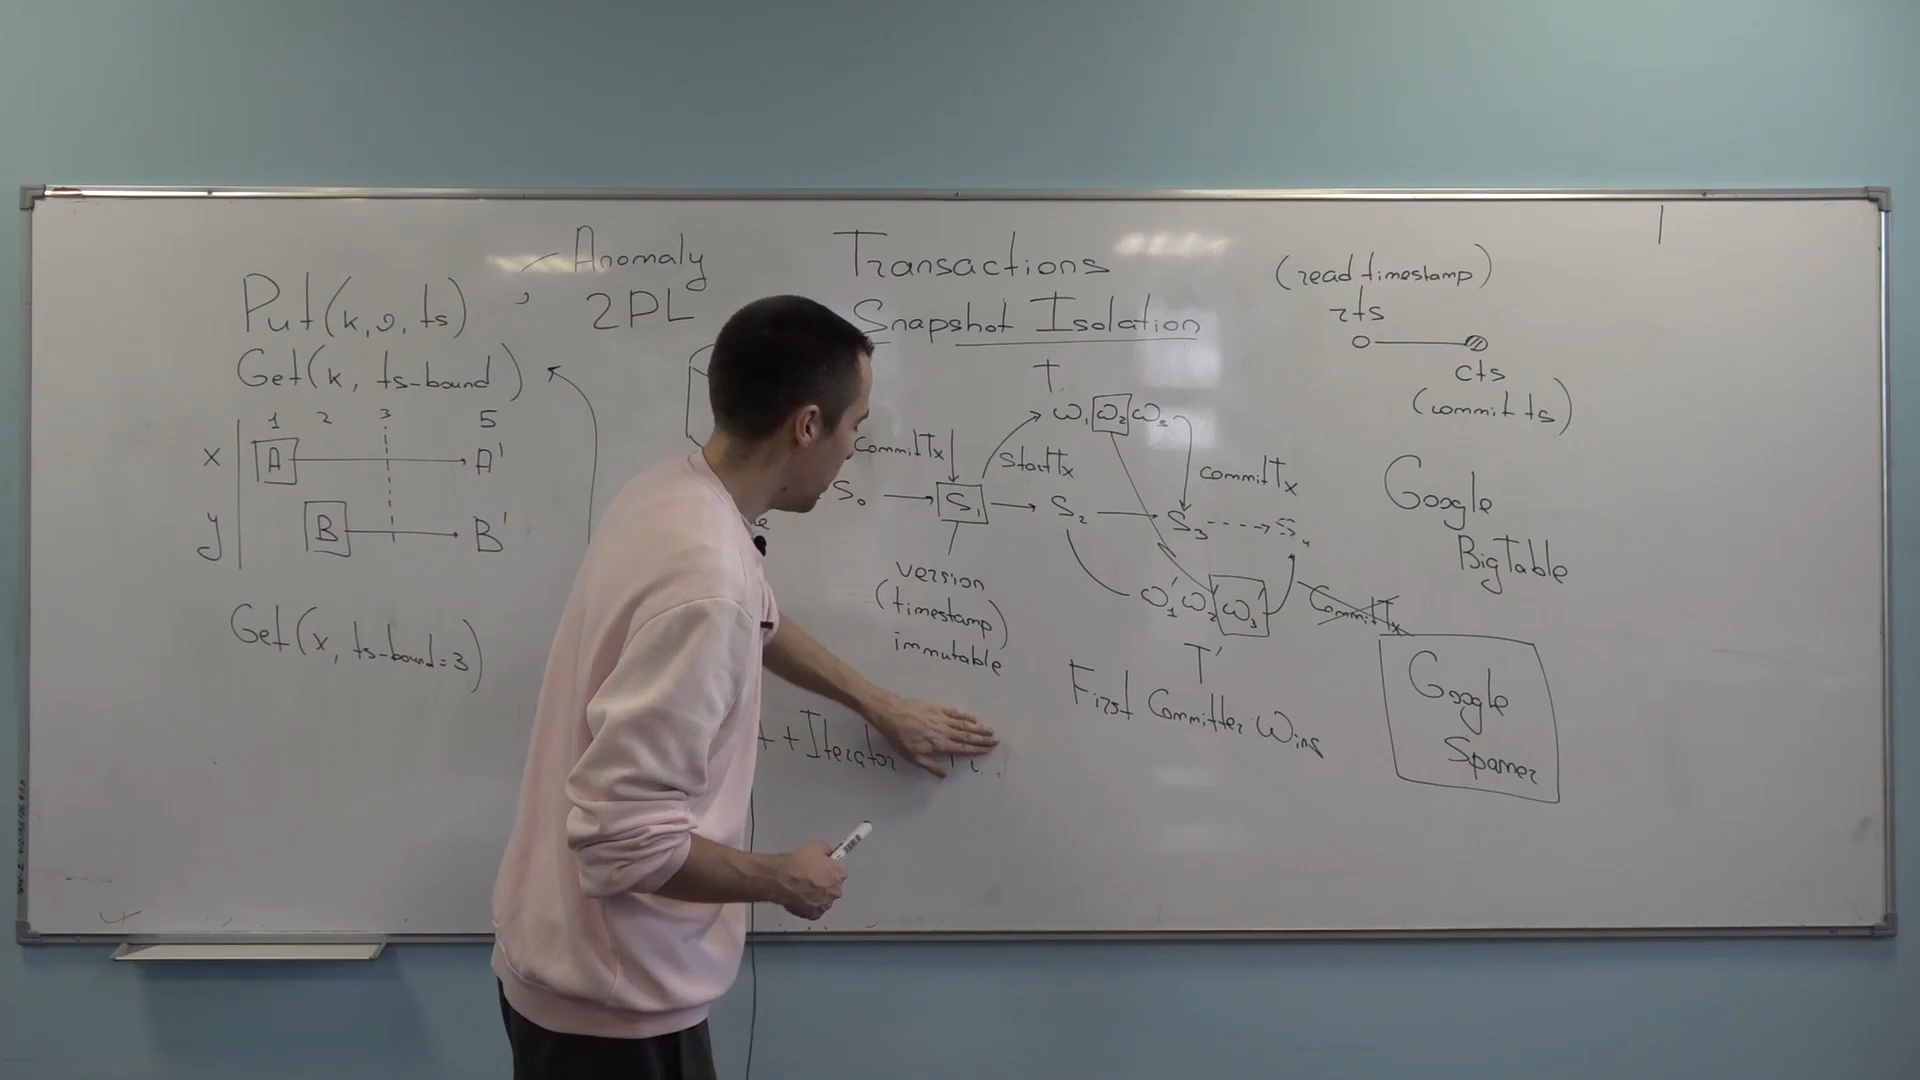 Anomaly
2PL
Put(k, v, ts)
Get(k, ts-bound)
1 2 3 5
x A A'
y B B'
Get(x, ts-bound=3)
Transactions
Snapshot Isolation
T
ω₁ ω₂ ω₃
CommitTx StartTx CommitTx
S₀ S₁ S₂ S₃ S₄
version
(timestamp)
immutable
ω₁' ω₂' ω₃'
CommitTx
T'
First Committer Wins
+ Iterator
(read timestamp)
rts
cts
(commit ts)
Google
BigTable
Google
Spanner